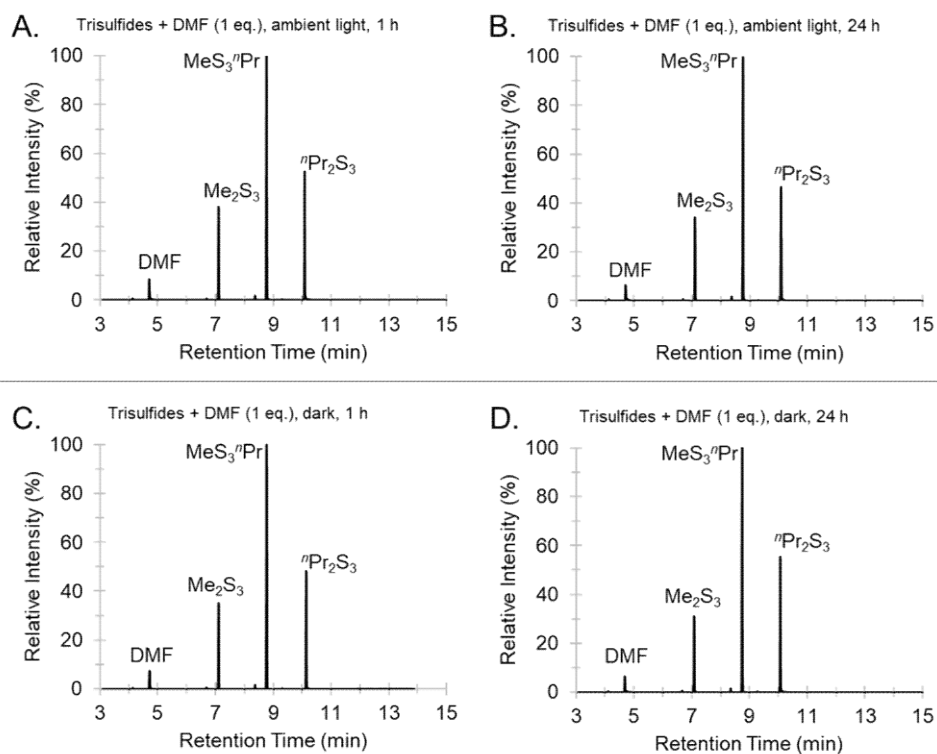 A.
Trisulfides + DMF (1 eq.), ambient light, 1 h
Relative Intensity (%)
100
80
60
40
20
0
MeS₃ⁿPr
ⁿPr₂S₃
Me₂S₃
DMF
3 5 7 9 11 13 15
Retention Time (min)
B.
Trisulfides + DMF (1 eq.), ambient light, 24 h
Relative Intensity (%)
100
80
60
40
20
0
MeS₃ⁿPr
ⁿPr₂S₃
Me₂S₃
DMF
3 5 7 9 11 13 15
Retention Time (min)
C.
Trisulfides + DMF (1 eq.), dark, 1 h
Relative Intensity (%)
100
80
60
40
20
0
MeS₃ⁿPr
ⁿPr₂S₃
Me₂S₃
DMF
3 5 7 9 11 13 15
Retention Time (min)
D.
Trisulfides + DMF (1 eq.), dark, 24 h
Relative Intensity (%)
100
80
60
40
20
0
MeS₃ⁿPr
ⁿPr₂S₃
Me₂S₃
DMF
3 5 7 9 11 13 15
Retention Time (min)